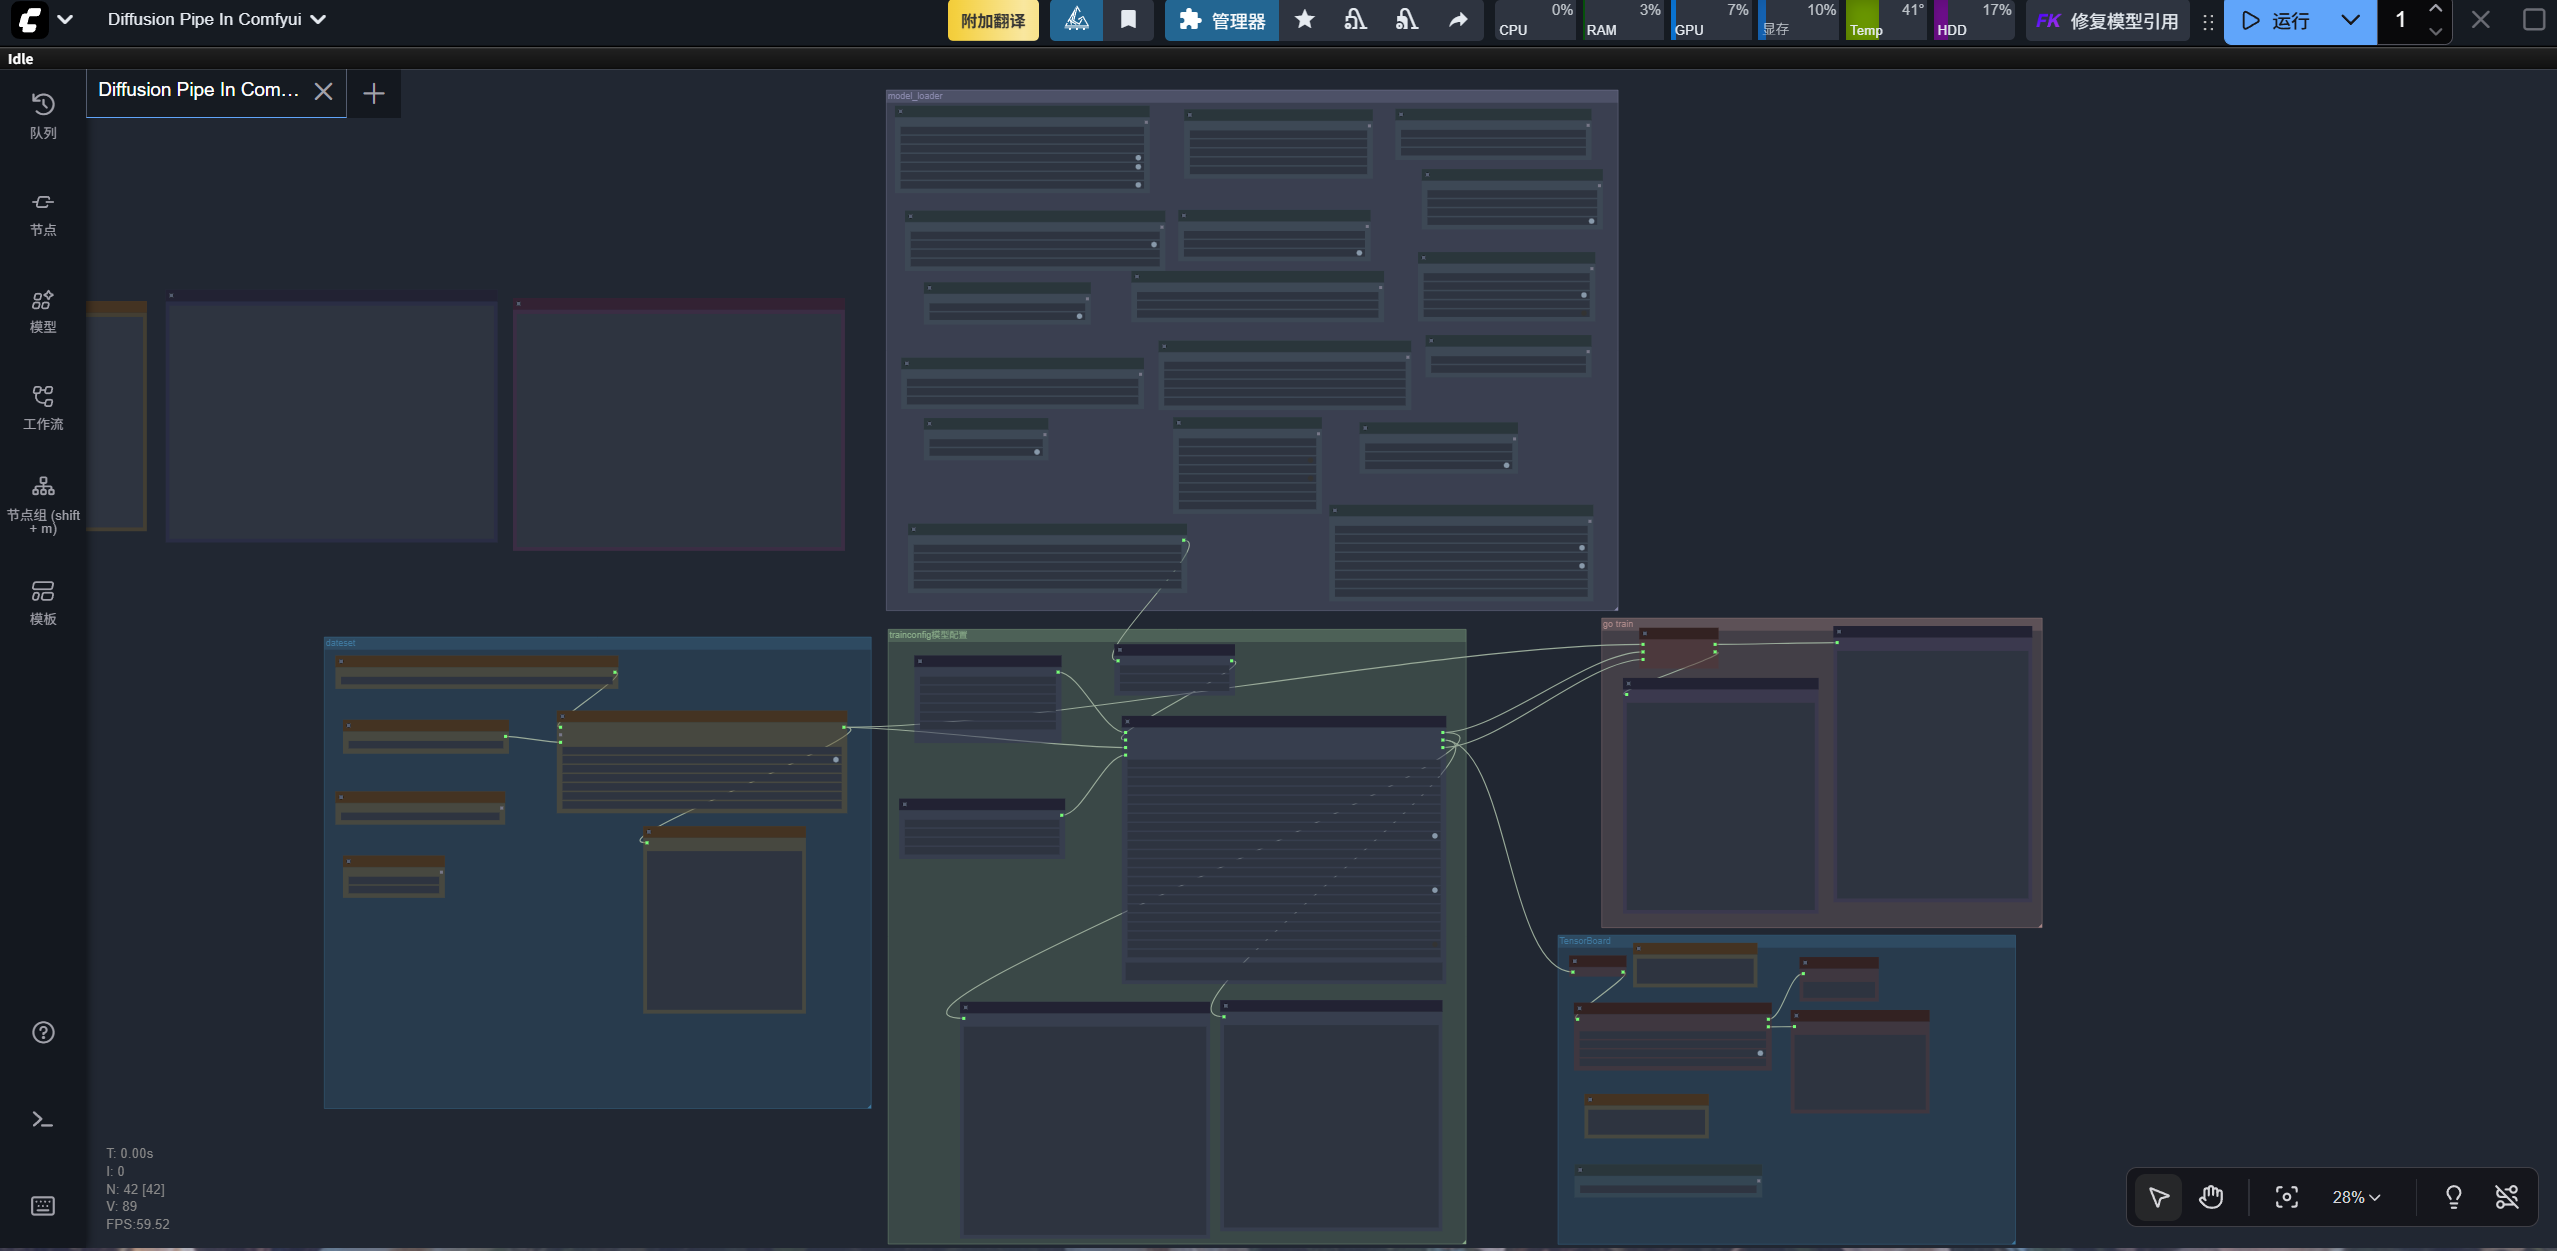 Diffusion Pipe In Comfyui
附加翻译
管理器
0%
CPU
3%
RAM
7%
GPU
10%
显存
41°
Temp
17%
HDD
FK 修复模型引用
运行
1
Idle
Diffusion Pipe In Com...
队列
节点
模型
工作流
节点组 (shift
+ m)
模板
model_loader
dateset
trainconfig模型配置
go train
TensorBoard
T: 0.00s
I: 0
N: 42 [42]
V: 89
FPS:59.52
28%